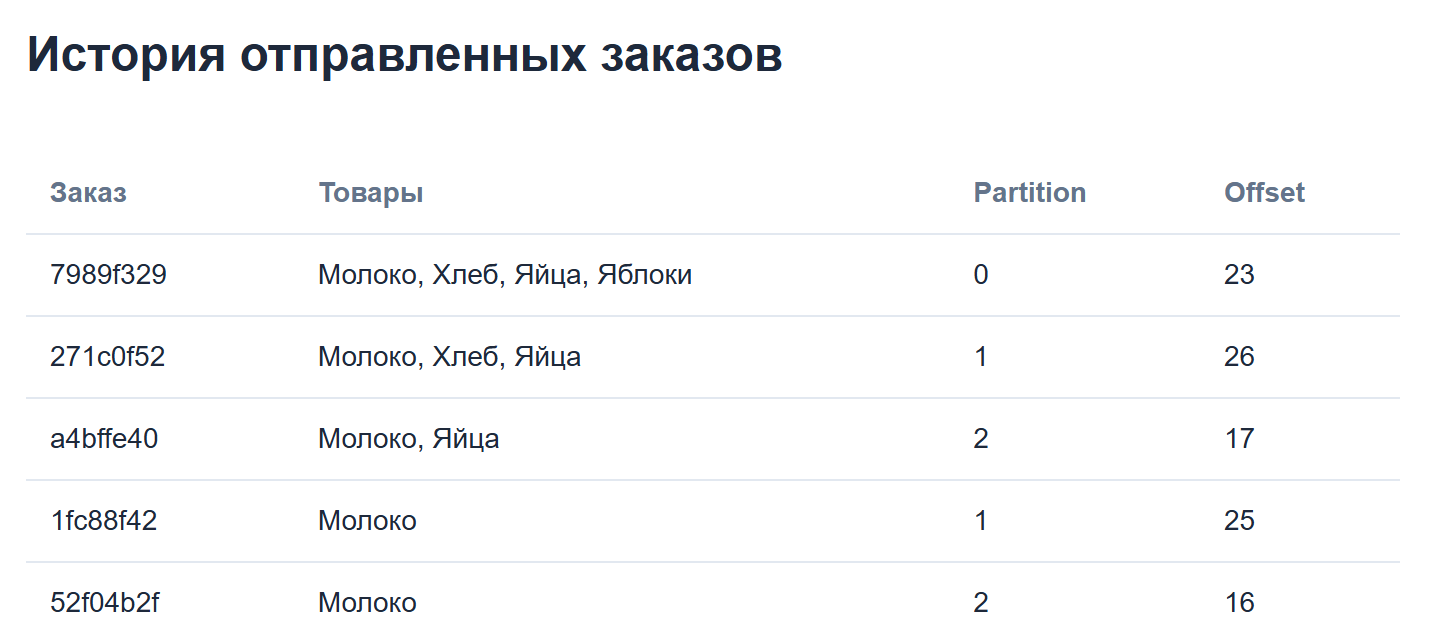 История отправленных заказов
Заказ Товары Partition Offset
7989f329 Молоко, Хлеб, Яйца, Яблоки 0 23
271c0f52 Молоко, Хлеб, Яйца 1 26
a4bffe40 Молоко, Яйца 2 17
1fc88f42 Молоко 1 25
52f04b2f Молоко 2 16